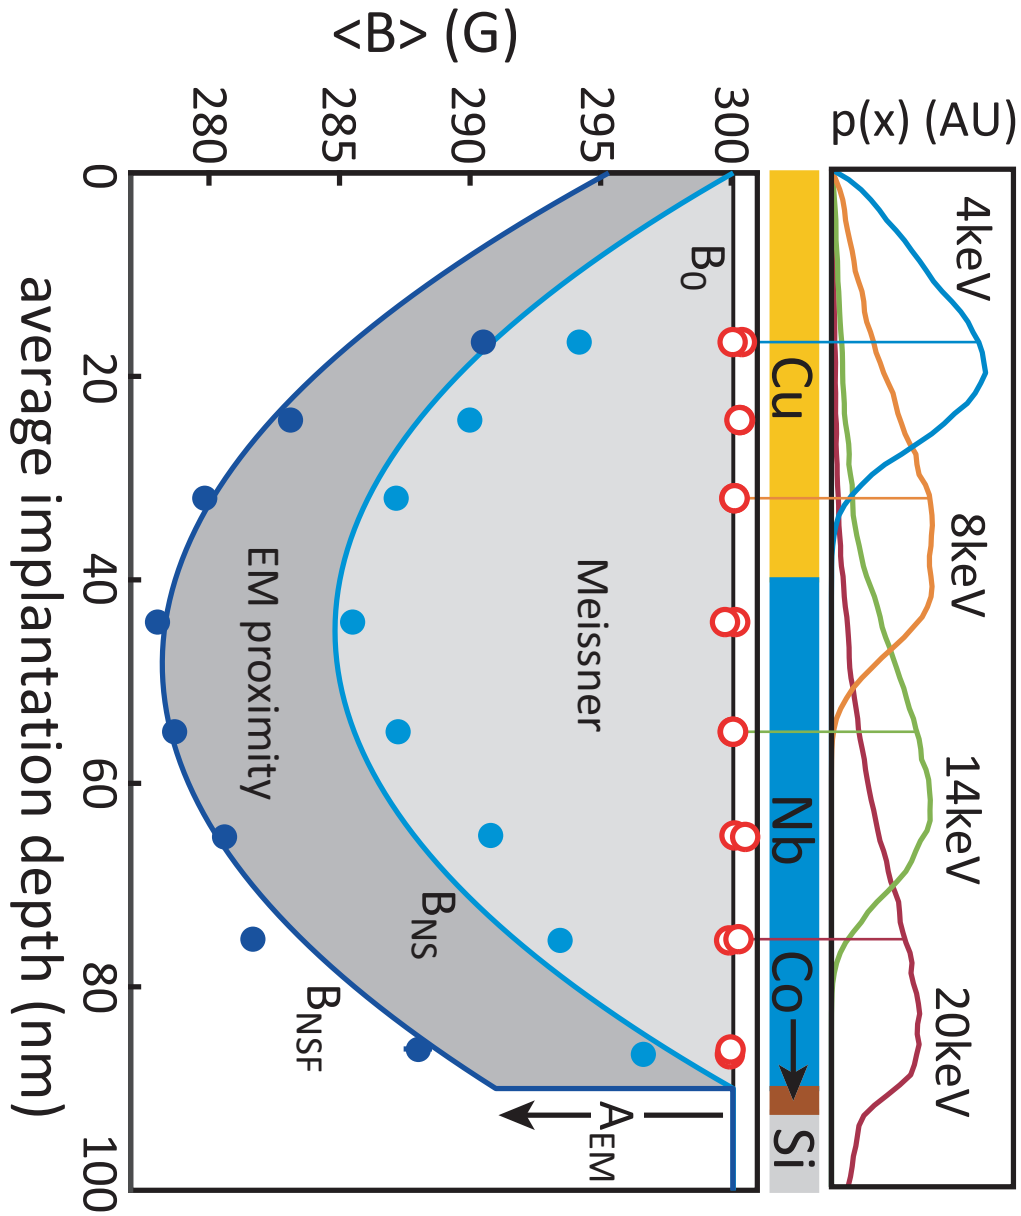 p(x) (AU)
4keV
8keV
14keV
20keV
Cu
Nb
Co
Si
<B> (G)
300
295
290
285
280
B0
Meissner
EM proximity
BNS
BNSF
AEM
0
20
40
60
80
100
average implantation depth (nm)